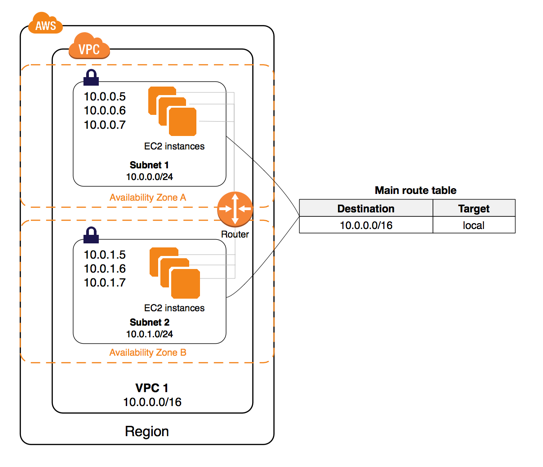 AWS
VPC
10.0.0.5
10.0.0.6
10.0.0.7
EC2 instances
Subnet 1
10.0.0.0/24
Availability Zone A
Router
10.0.1.5
10.0.1.6
10.0.1.7
EC2 instances
Subnet 2
10.0.1.0/24
Availability Zone B
VPC 1
10.0.0.0/16
Region
Main route table
Destination Target
10.0.0.0/16 local